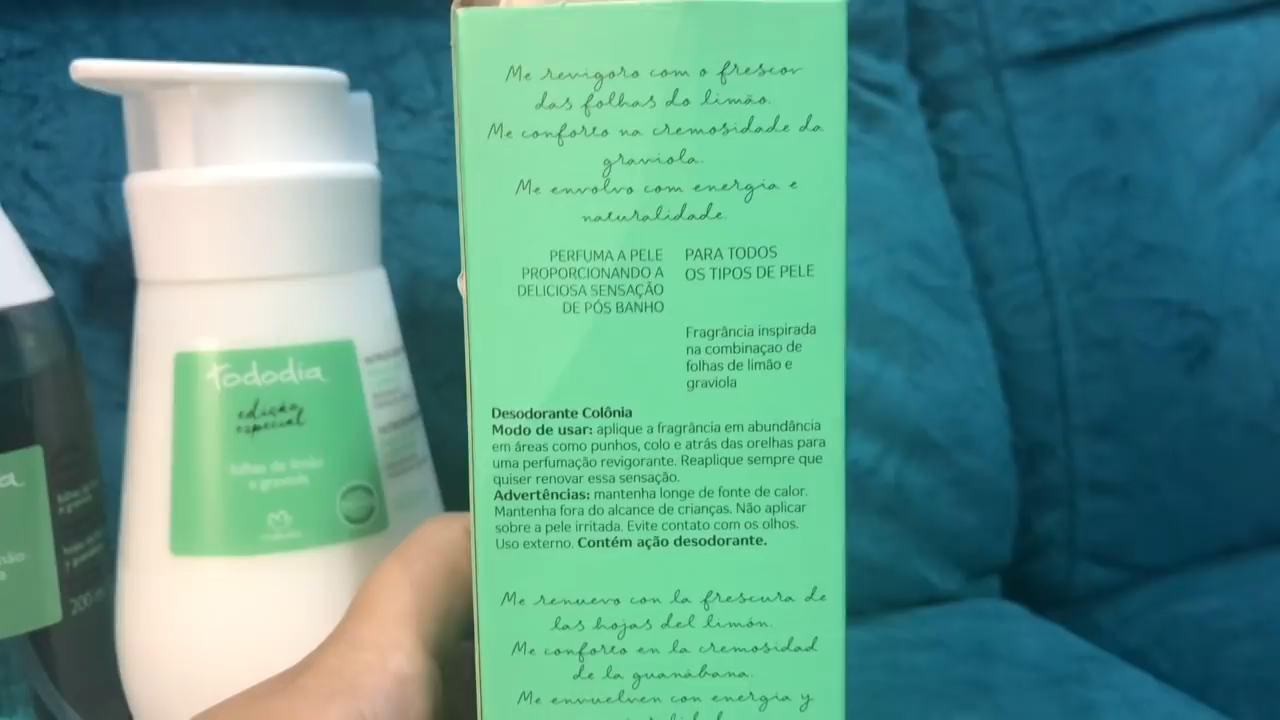 Me revigoro com o frescor
das folhas do limão.
Me conforto na cremosidade da
graviola.
Me envolvo com energia e
naturalidade.
PERFUMA A PELE
PROPORCIONANDO A
DELICIOSA SENSAÇÃO
DE PÓS BANHO
PARA TODOS
OS TIPOS DE PELE
Fragrância inspirada
na combinaçao de
folhas de limão e
graviola
Desodorante Colônia
Modo de usar: aplique a fragrância em abundância
em áreas como punhos, colo e atrás das orelhas para
uma perfumação revigorante. Reaplique sempre que
quiser renovar essa sensação.
Advertências: mantenha longe de fonte de calor.
Mantenha fora do alcance de crianças. Não aplicar
sobre a pele irritada. Evite contato com os olhos.
Uso externo. Contém ação desodorante.
Me renuevo con la frescura de
las hojas del limón.
Me conforto en la cremosidad
de la guanábana.
Me envuelven con energía y
tododia
edição
especial
folhas de limão
e graviola
natura
200 m